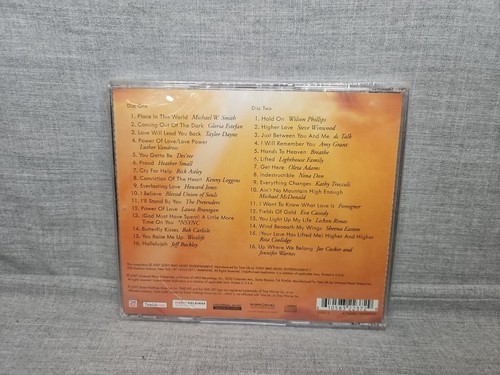 Disc One
1. Place In This World Michael W. Smith
2. Coming Out Of The Dark Gloria Estefan
3. Love Will Lead You Back Taylor Dayne
4. Power Of Love/Love Power
Luther Vandross
5. You Gotta Be Des'ree
6. Proud Heather Small
7. Cry For Help Rick Astley
8. Conviction Of The Heart Kenny Loggins
9. Everlasting Love Howard Jones
10. I Believe Blessid Union of Souls
11. I'll Stand By You The Pretenders
12. Power Of Love Laura Branigan
13. (God Must Have Spent) A Little More
Time On You *NSYNC
14. Butterfly Kisses Bob Carlisle
15. You Raise Me Up Westlife
16. Hallelujah Jeff Buckley
Disc Two
1. Hold On Wilson Phillips
2. Higher Love Steve Winwood
3. Just Between You And Me dc Talk
4. I Will Remember You Amy Grant
5. Hands To Heaven Breathe
6. Lifted Lighthouse Family
7. Get Here Oleta Adams
8. Indestructible Nina Den
9. Everything Changes Kathy Troccoli
10. Ain't No Mountain High Enough
Michael McDonald
11. I Want To Know What Love Is Foreigner
12. Fields Of Gold Eva Cassidy
13. You Light Up My Life LeAnn Rimes
14. Wind Beneath My Wings Sheena Easton
15. (Your Love Has Lifted Me) Higher And Higher
Rita Coolidge
16. Up Where We Belong Joe Cocker and
Jennifer Warnes